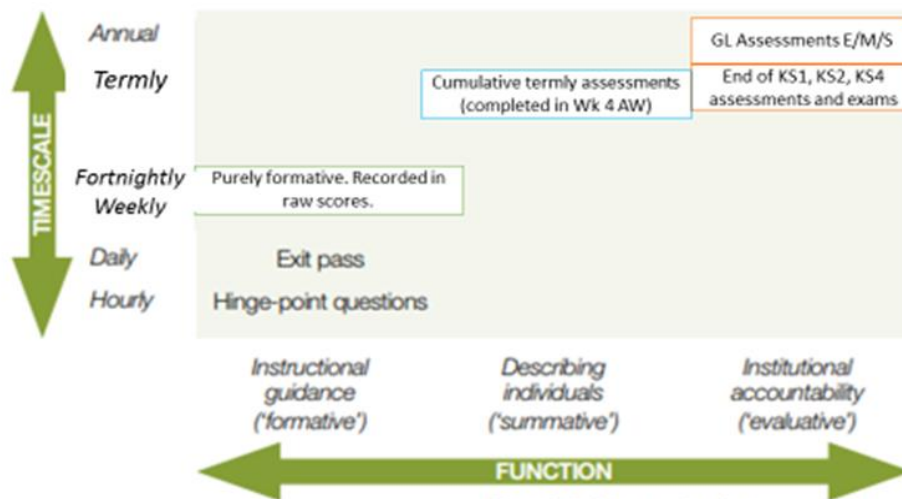 Annual
GL Assessments E/M/S
Termly
Cumulative termly assessments
(completed in Wk 4 AW)
End of KS1, KS2, KS4
assessments and exams
TIMESCALE
Fortnightly
Weekly
Purely formative. Recorded in
raw scores.
Daily
Exit pass
Hourly
Hinge-point questions
Instructional
guidance
(‘formative’)
Describing
individuals
(‘summative’)
Institutional
accountability
(‘evaluative’)
FUNCTION